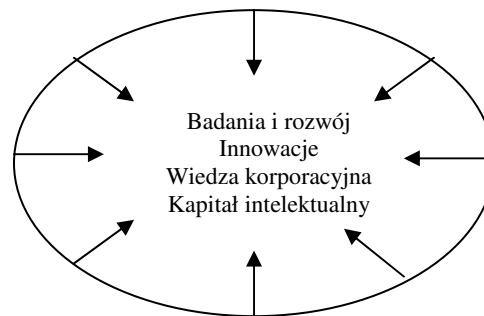 Badania i rozwój
Innowacje
Wiedza korporacyjna
Kapitał intelektualny